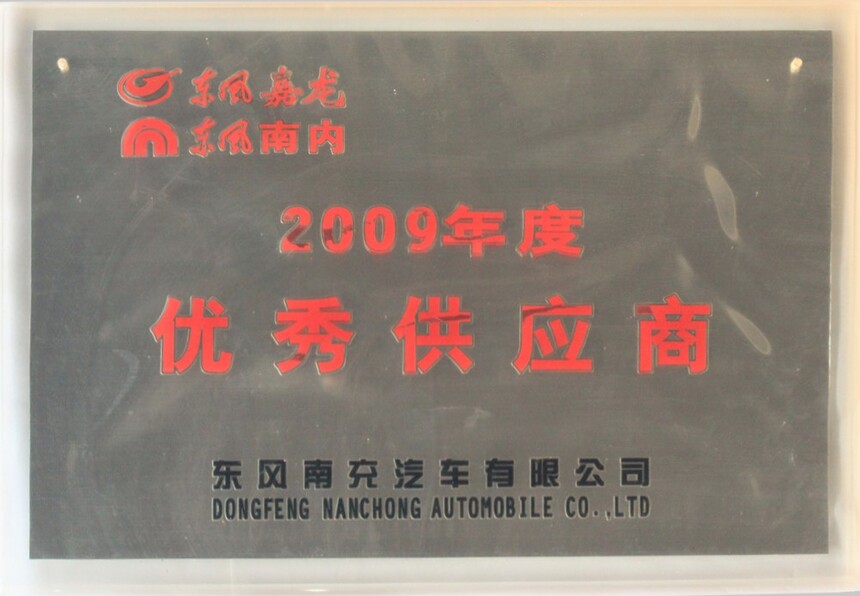 东风嘉龙
东风南内
2009年度
优秀供应商
东风南充汽车有限公司
DONGFENG NANCHONG AUTOMOBILE CO.,LTD